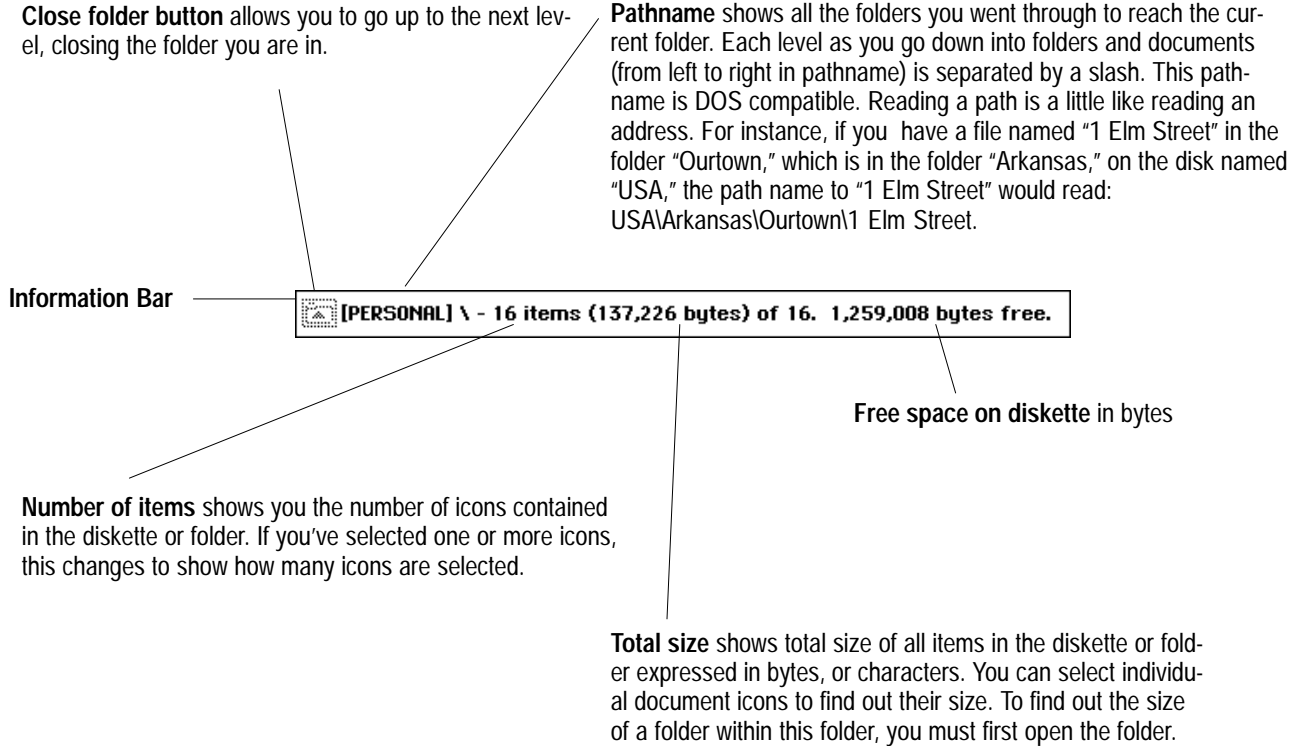 Close folder button allows you to go up to the next lev-
el, closing the folder you are in.
Pathname shows all the folders you went through to reach the cur-
rent folder. Each level as you go down into folders and documents
(from left to right in pathname) is separated by a slash. This path-
name is DOS compatible. Reading a path is a little like reading an
address. For instance, if you  have a file named “1 Elm Street” in the
folder “Ourtown,” which is in the folder “Arkansas,” on the disk named
“USA,” the path name to “1 Elm Street” would read:
USA\Arkansas\Ourtown\1 Elm Street.
Information Bar
[PERSONAL] \ - 16 items (137,226 bytes) of 16.  1,259,008 bytes free.
Free space on diskette in bytes
Number of items shows you the number of icons contained
in the diskette or folder. If you've selected one or more icons,
this changes to show how many icons are selected.
Total size shows total size of all items in the diskette or fold-
er expressed in bytes, or characters. You can select individu-
al document icons to find out their size. To find out the size
of a folder within this folder, you must first open the folder.